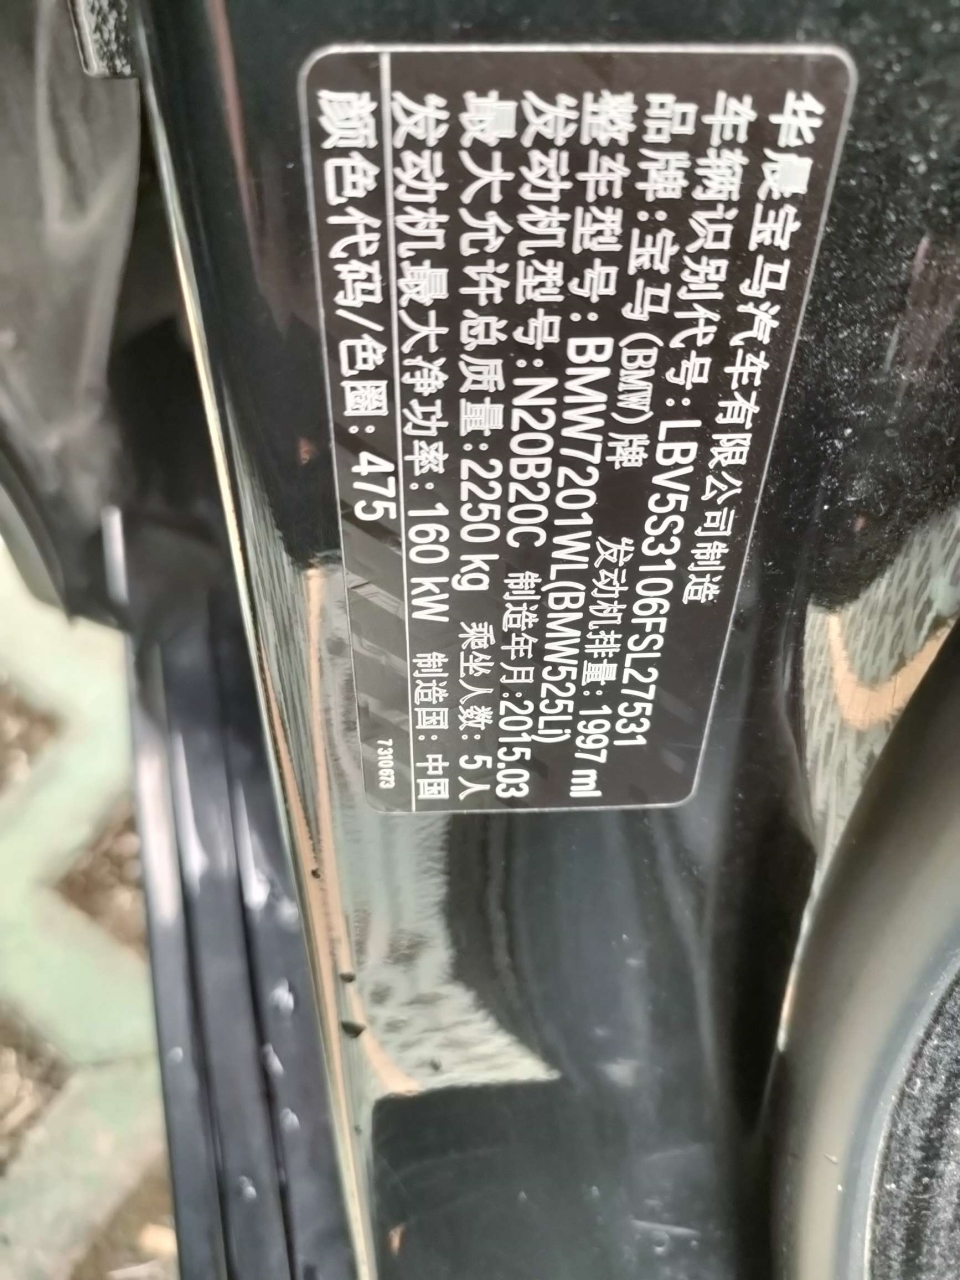 华晨宝马汽车有限公司制造
车辆识别代号：LBV5S3106FSL27531
品牌：宝马(BMW)牌 发动机排量：1997 ml
整车型号：BMW7201WL(BMW525Li)
发动机型号：N20B20C 制造年月：2015.03
最大允许总质量：2250 kg 乘坐人数：5人
发动机最大净功率：160 kW 制造国：中国
颜色代码/色圈：475 7310673